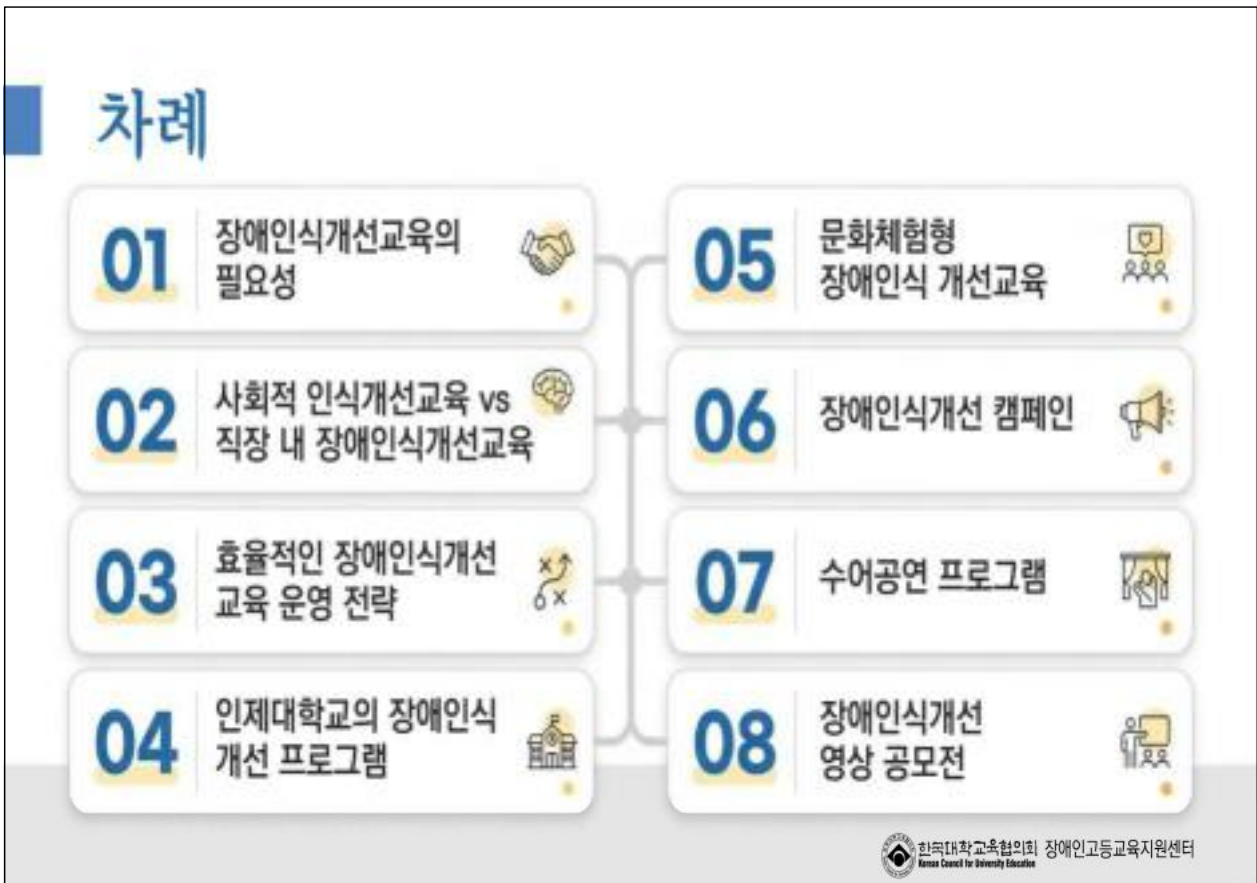 차례
01
장애인식개선교육의
필요성
02
사회적 인식개선교육 vs
직장 내 장애인식개선교육
03
효율적인 장애인식개선
교육 운영 전략
04
인제대학교의 장애인식
개선 프로그램
05
문화체험형
장애인식 개선교육
06
장애인식개선 캠페인
07
수어공연 프로그램
08
장애인식개선
영상 공모전
한국대학교육협의회 장애인고등교육지원센터
Korean Council for University Education